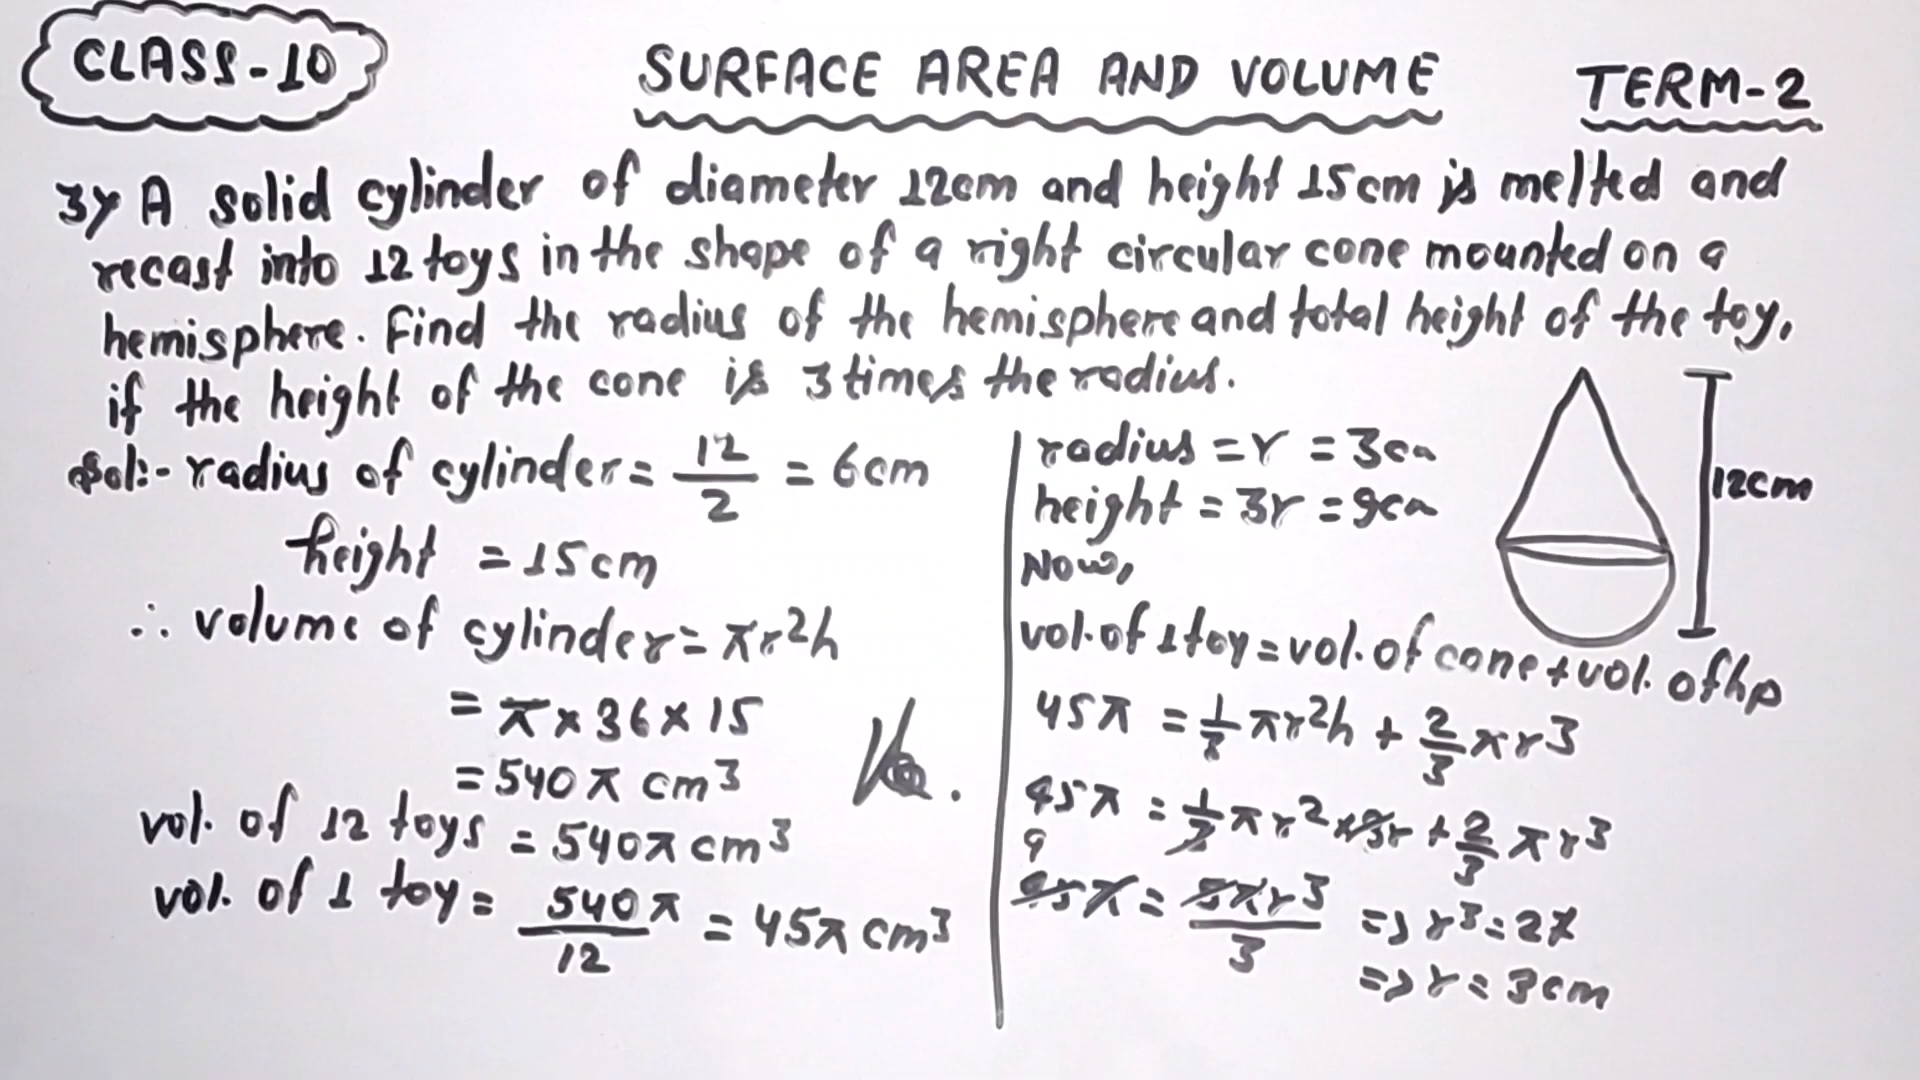 CLASS-10
SURFACE AREA AND VOLUME
TERM-2
3) A solid cylinder of diameter 12cm and height 15cm is melted and
recast into 12 toys in the shape of a right circular cone mounted on a
hemisphere. Find the radius of the hemisphere and total height of the toy,
if the height of the cone is 3 times the radius.
Sol:- radius of cylinder = 12/2 = 6cm
height = 15cm
∴ volume of cylinder = πr²h
= π × 36 × 15
= 540 π cm³
vol. of 12 toys = 540π cm³
vol. of 1 toy = 540π/12 = 45π cm³
radius = r = 3cm
height = 3r = 9cm
12cm
Now,
vol. of 1 toy = vol. of cone + vol. of hp
45π = 1/3 πr²h + 2/3 πr³
45π = 1/3 πr² × 3r + 2/3 πr³
9
45π = 5πr³/3 => r³ = 27
=> r = 3cm